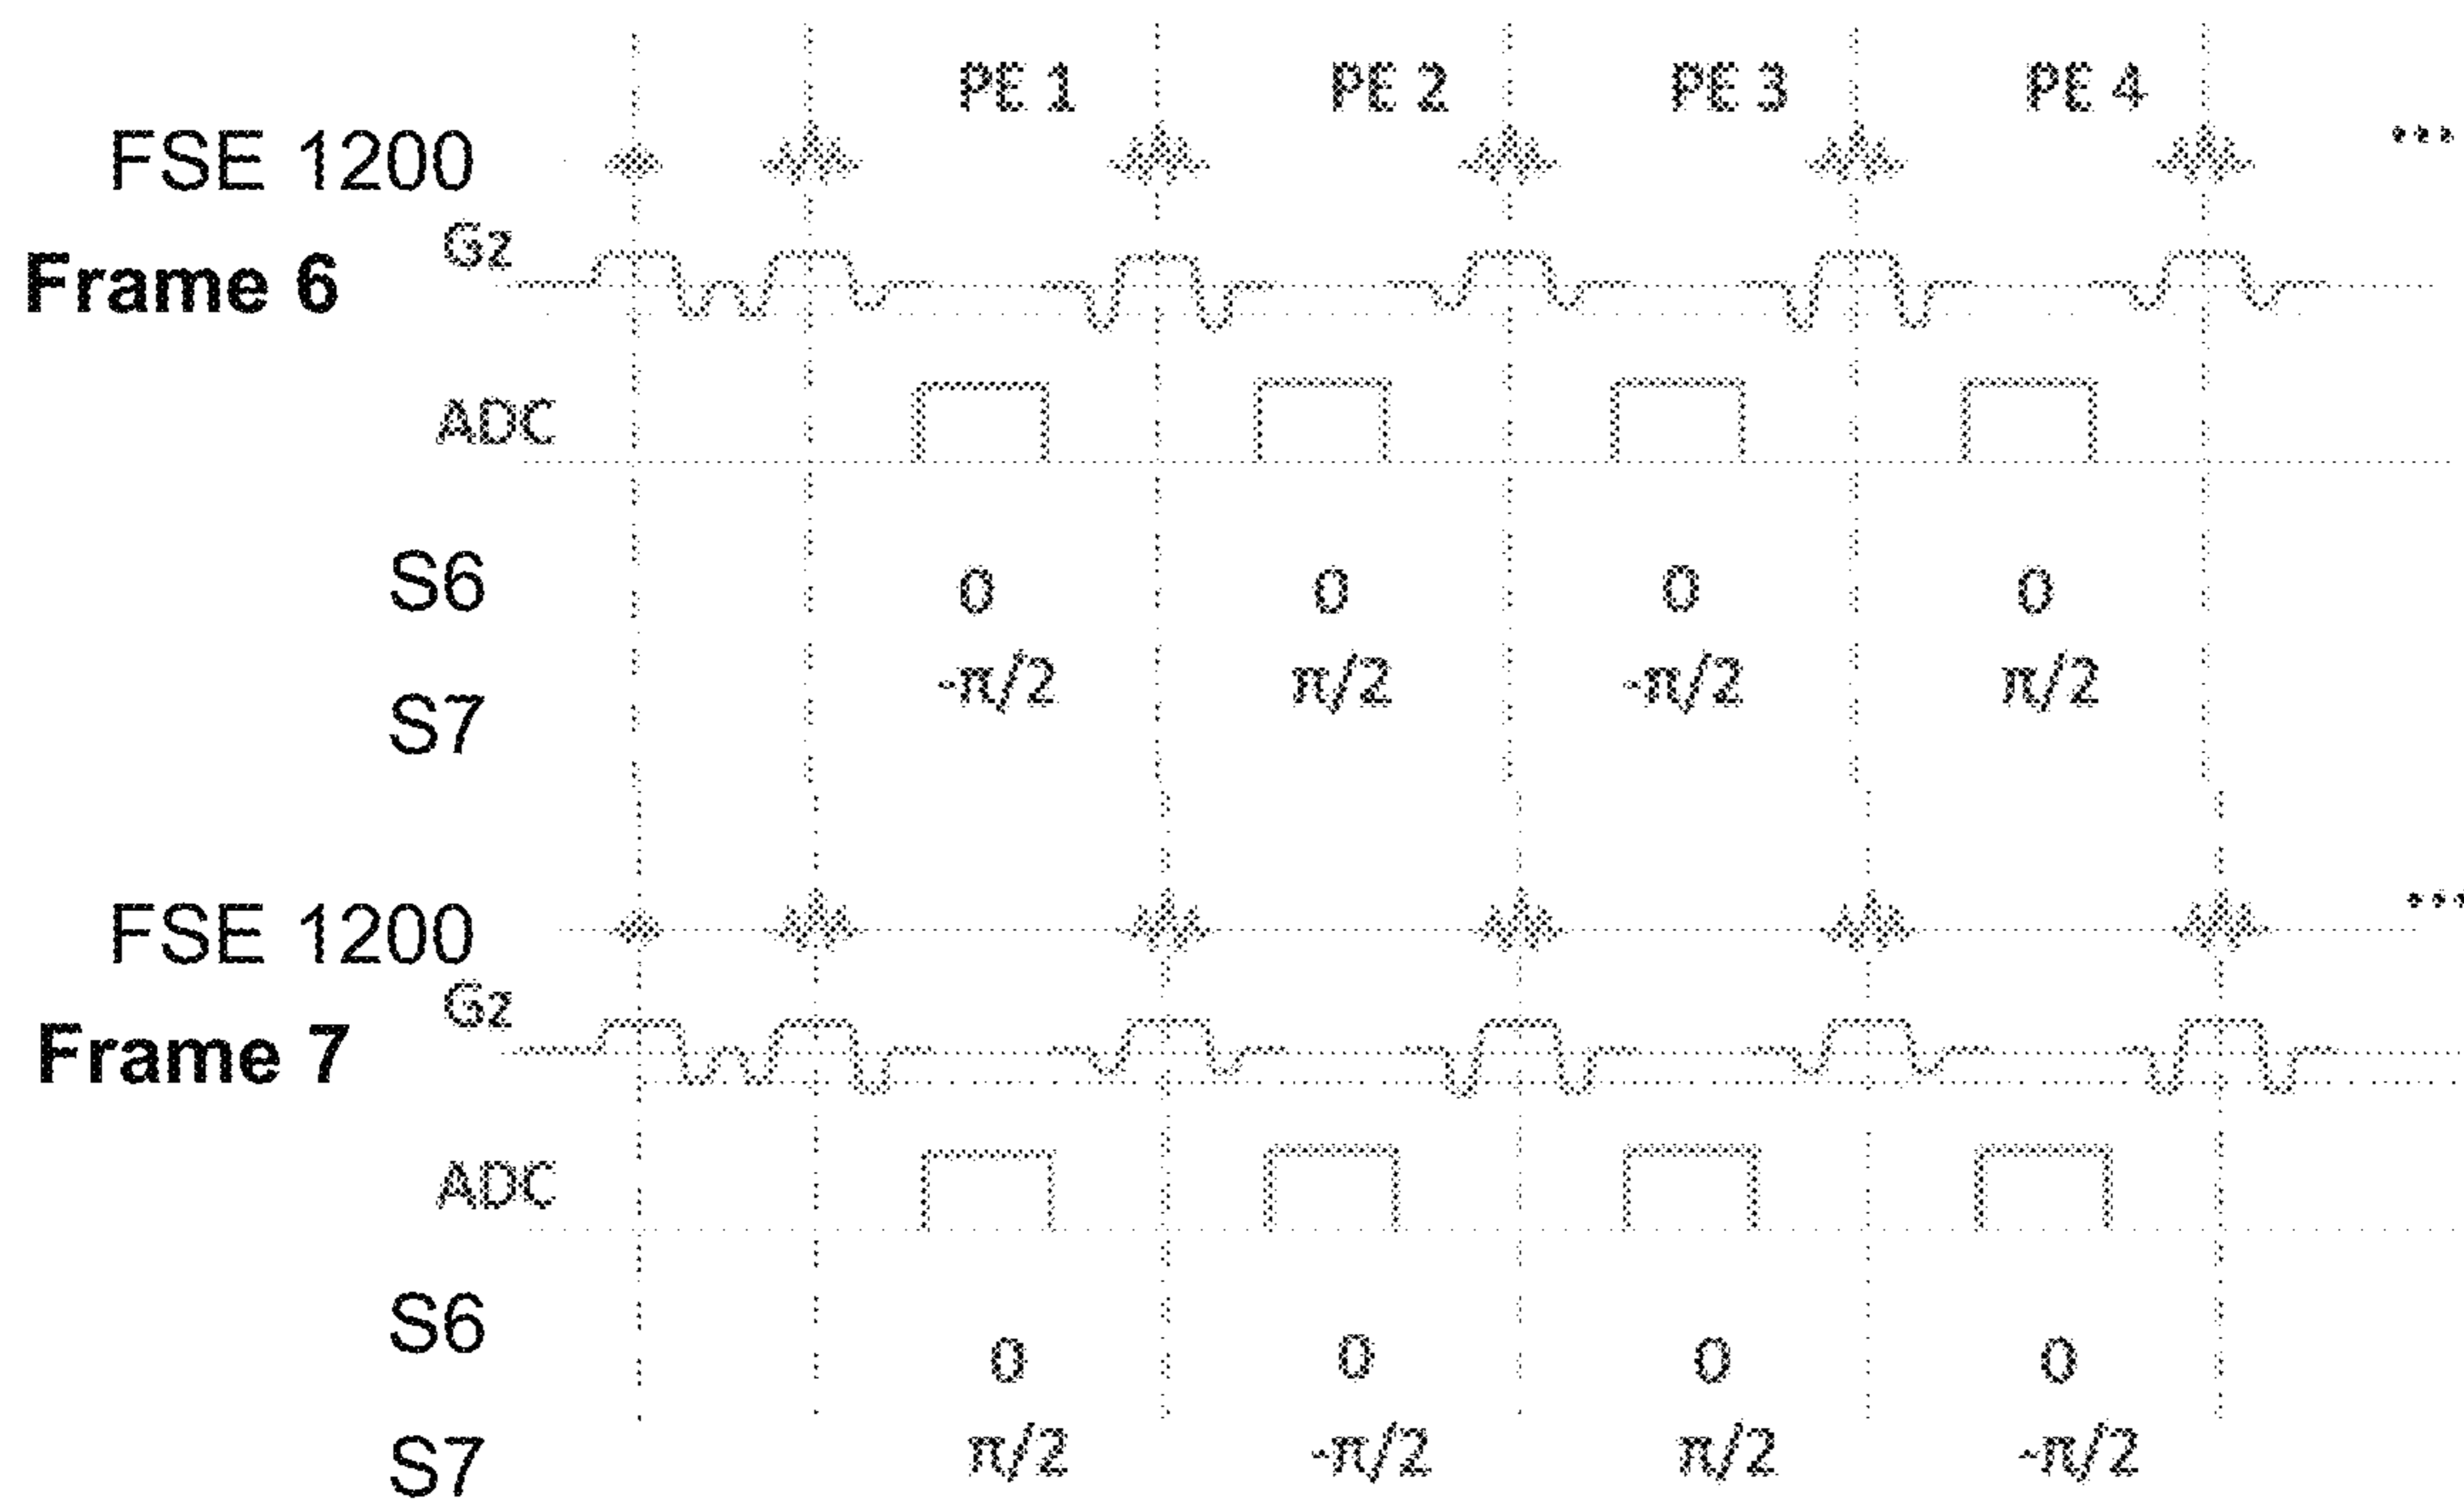 PE 1 PE 2 PE 3 PE 4
FSE 1200 ...
Gz
Frame 6
ADC
S6 0 0 0 0
-π/2 π/2 -π/2 π/2
S7
FSE 1200 ...
Gz
Frame 7
ADC
S6 0 0 0 0
S7 π/2 -π/2 π/2 -π/2